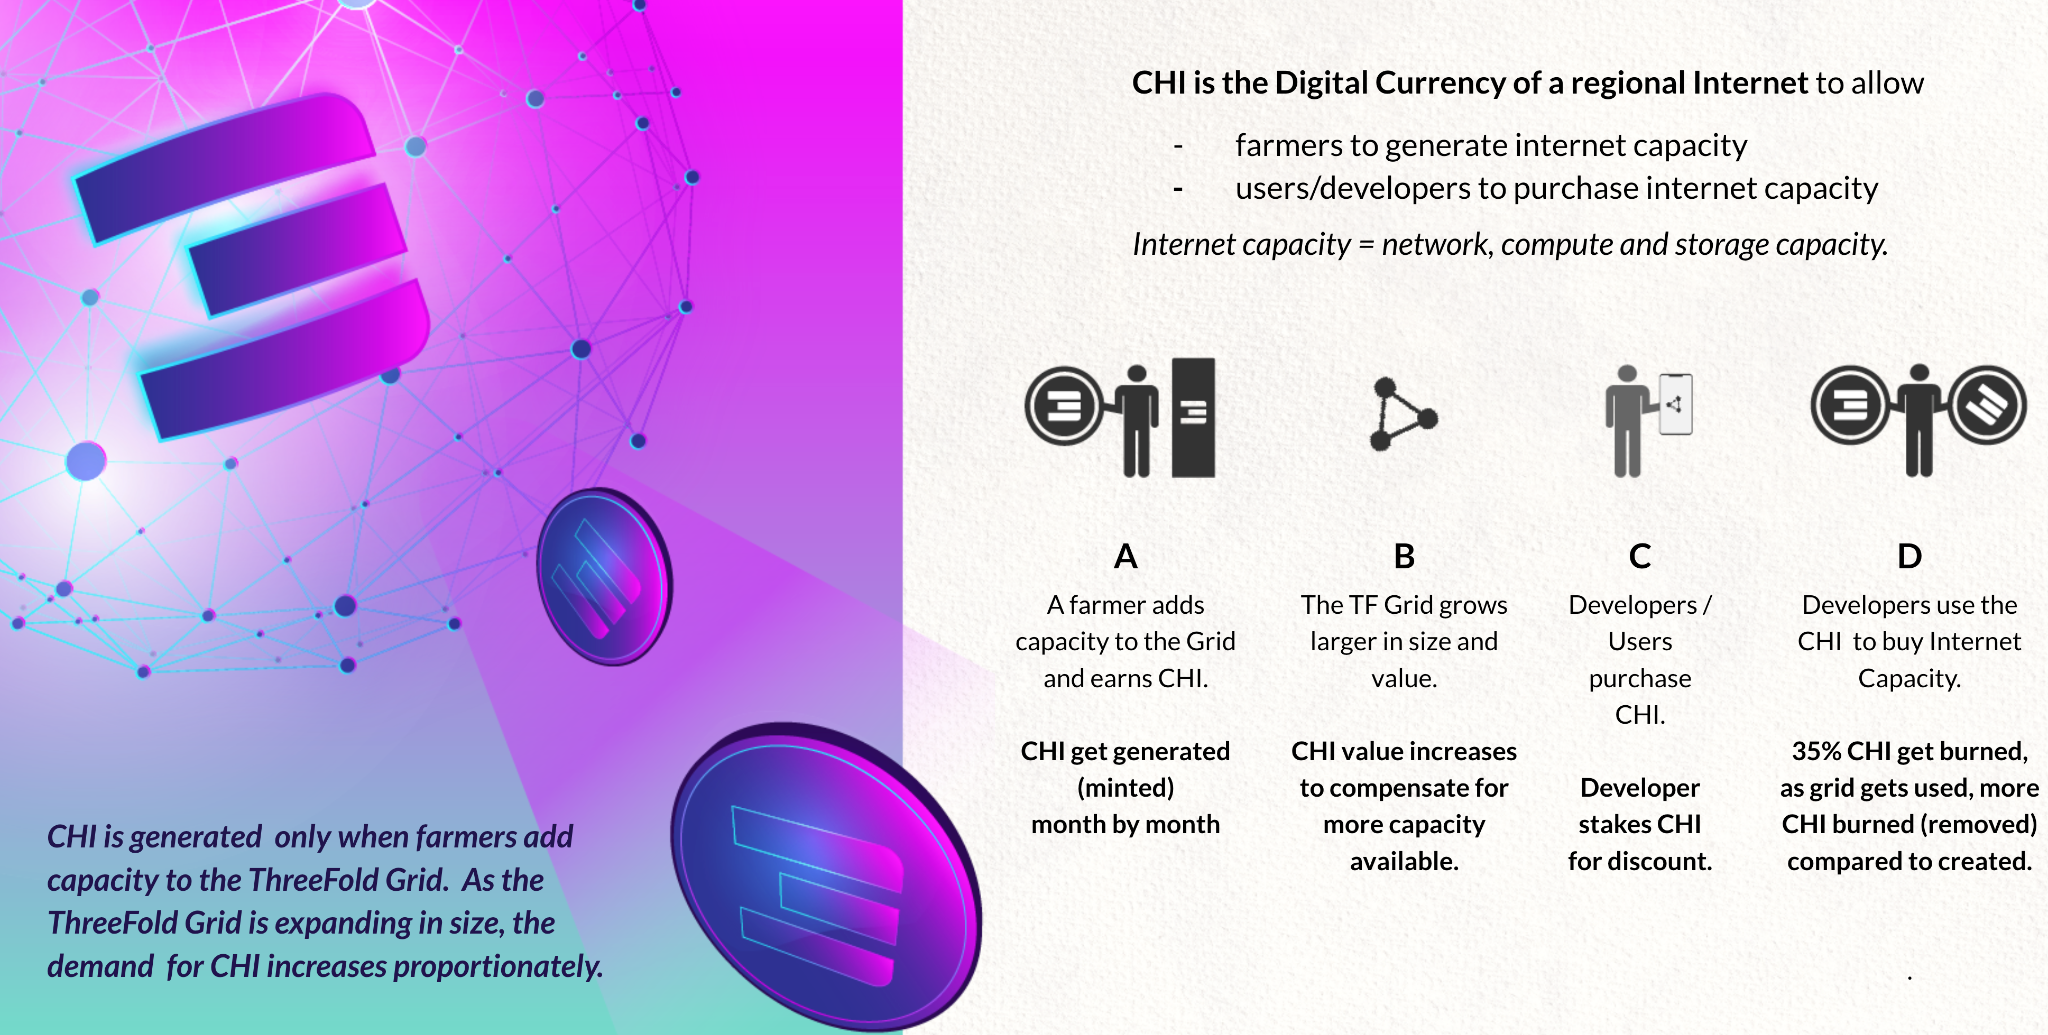 CHI is generated  only when farmers add
capacity to the ThreeFold Grid.  As the
ThreeFold Grid is expanding in size, the
demand  for CHI increases proportionately.
CHI is the Digital Currency of a regional Internet to allow
- farmers to generate internet capacity
- users/developers to purchase internet capacity
Internet capacity = network, compute and storage capacity.
A
A farmer adds
capacity to the Grid
and earns CHI.
CHI get generated
(minted)
month by month
B
The TF Grid grows
larger in size and
value.
CHI value increases
to compensate for
more capacity
available.
C
Developers /
Users
purchase
CHI.
Developer
stakes CHI
for discount.
D
Developers use the
CHI  to buy Internet
Capacity.
35% CHI get burned,
as grid gets used, more
CHI burned (removed)
compared to created.
.